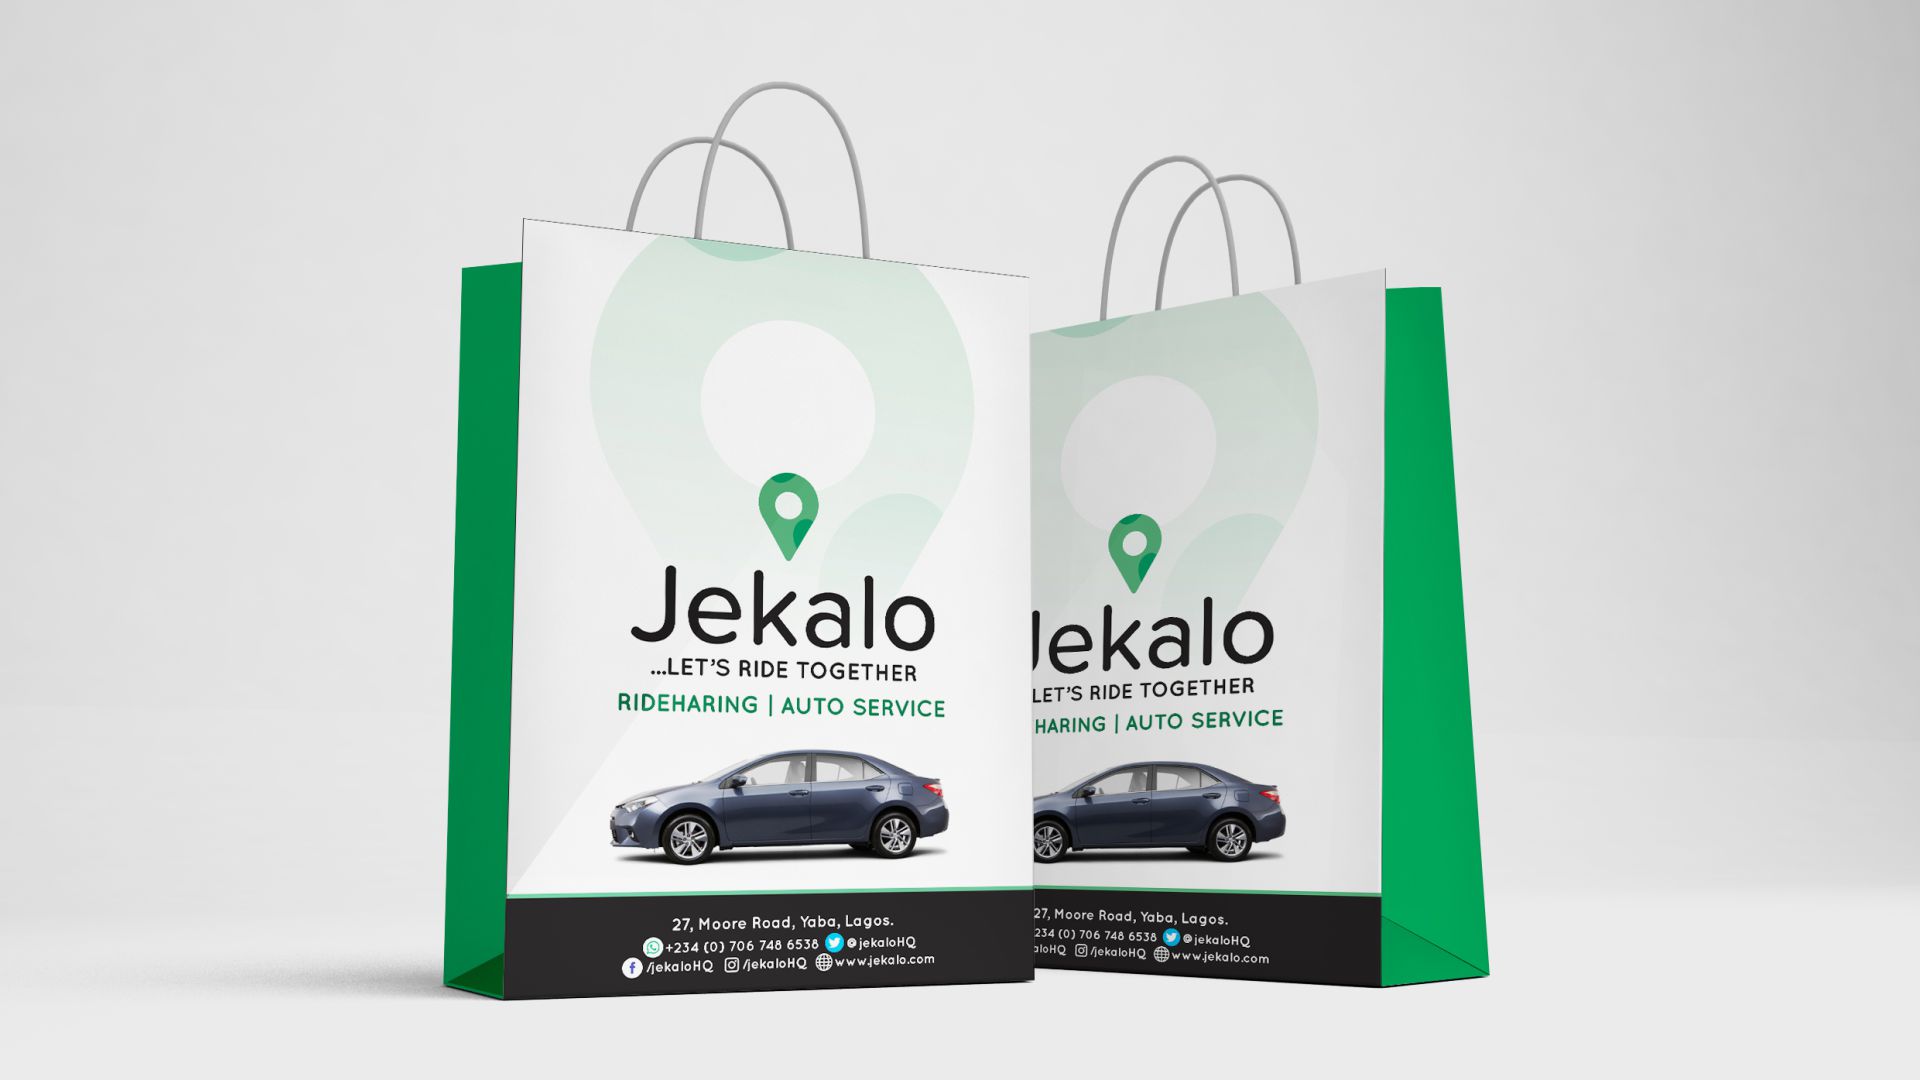 Jekalo
...LET'S RIDE TOGETHER
RIDEHARING | AUTO SERVICE
27, Moore Road, Yaba, Lagos.
+234 (0) 706 748 6538 @jekaloHQ
/jekaloHQ /jekaloHQ www.jekalo.com
Jekalo
LET'S RIDE TOGETHER
HARING | AUTO SERVICE
27, Moore Road, Yaba, Lagos.
+234 (0) 706 748 6538 @jekaloHQ
aloHQ /jekaloHQ www.jekalo.com